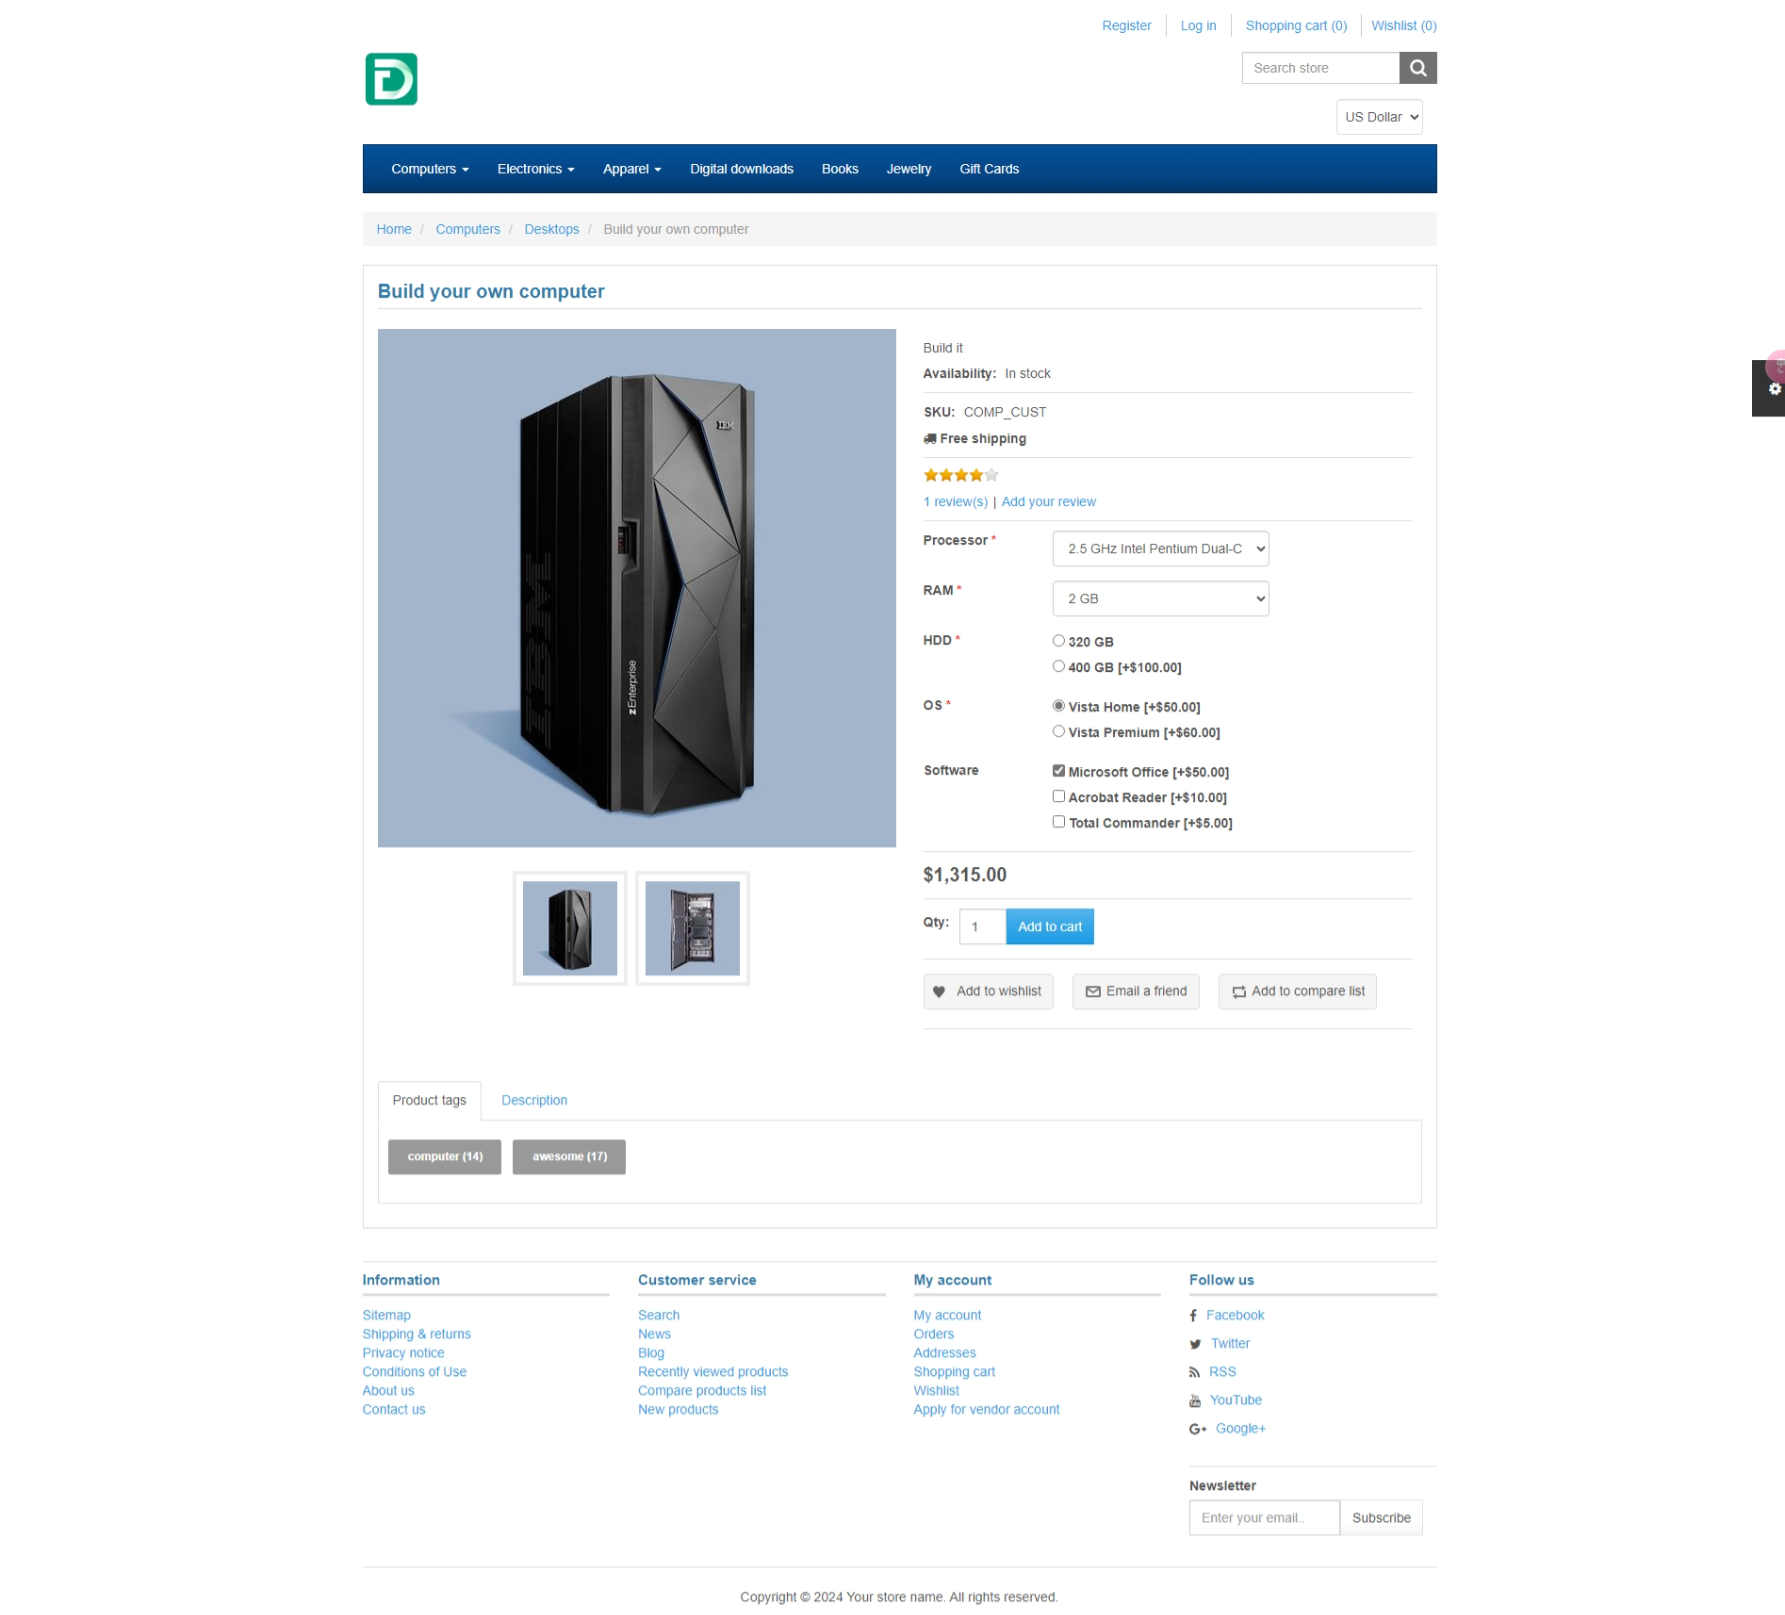 Register
Log in
Shopping cart (0)
Wishlist (0)
Search store
US Dollar
Computers
Electronics
Apparel
Digital downloads
Books
Jewelry
Gift Cards
Home / Computers / Desktops / Build your own computer
Build your own computer
IBM
zEnterprise
Build it
Availability: In stock
SKU: COMP_CUST
Free shipping
1 review(s) | Add your review
Processor *
2.5 GHz Intel Pentium Dual-C
RAM *
2 GB
HDD *
320 GB
400 GB [+$100.00]
OS *
Vista Home [+$50.00]
Vista Premium [+$60.00]
Software
Microsoft Office [+$50.00]
Acrobat Reader [+$10.00]
Total Commander [+$5.00]
$1,315.00
Qty: 1
Add to cart
Add to wishlist
Email a friend
Add to compare list
Product tags
Description
computer (14)
awesome (17)
Information
Sitemap
Shipping & returns
Privacy notice
Conditions of Use
About us
Contact us
Customer service
Search
News
Blog
Recently viewed products
Compare products list
New products
My account
My account
Orders
Addresses
Shopping cart
Wishlist
Apply for vendor account
Follow us
Facebook
Twitter
RSS
YouTube
Google+
Newsletter
Enter your email..
Subscribe
Copyright © 2024 Your store name. All rights reserved.